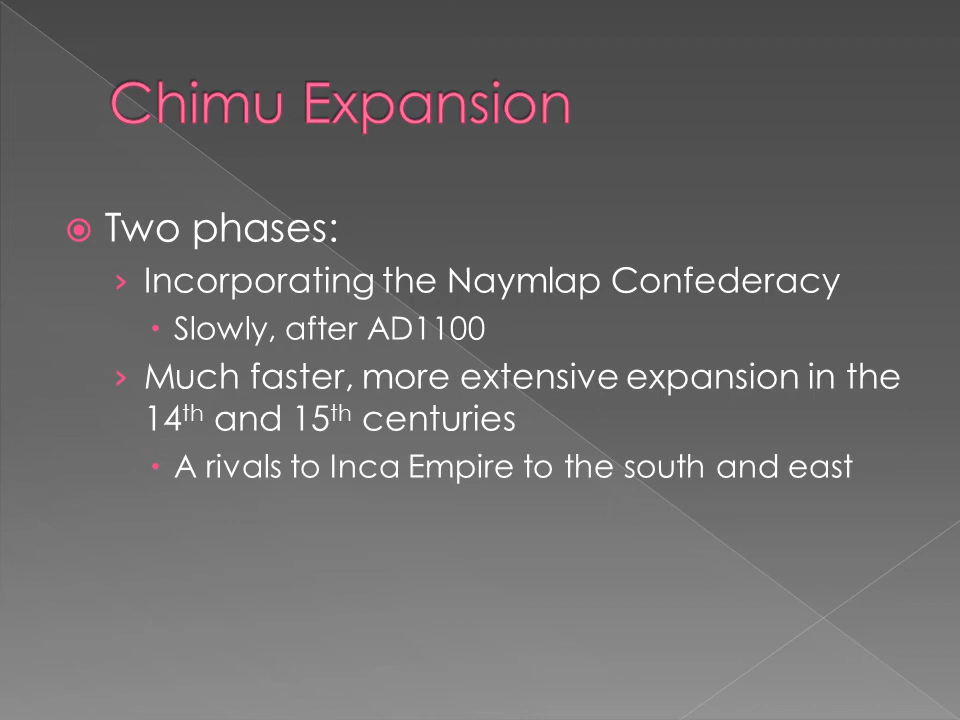 Chimu Expansion
Two phases:
Incorporating the Naymlap Confederacy
Slowly, after AD1100
Much faster, more extensive expansion in the
14th and 15th centuries
A rivals to Inca Empire to the south and east